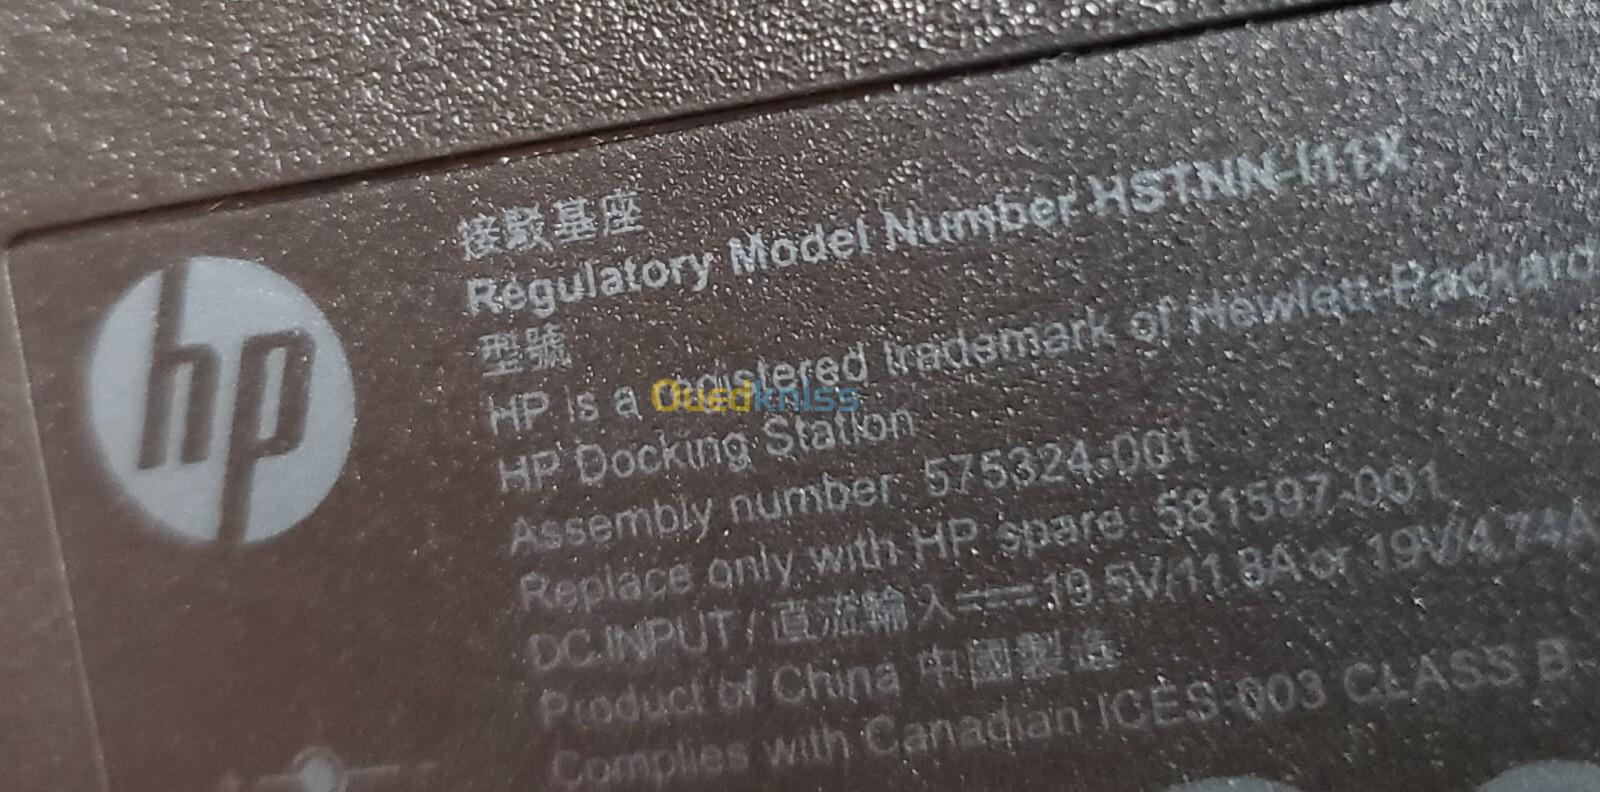 hp
接駁基座
Regulatory Model Number HSTNN-I11X
型號
HP is a registered trademark of Hewlett-Packard
HP Docking Station
Assembly number: 575324-001
Replace only with HP spare: 581597-001
DC INPUT / 直流輸入 ⎓ 19.5V/11.8A or 19V/4.74A
Product of China 中國製造
Complies with Canadian ICES-003 CLASS B
Ouedkniss.com